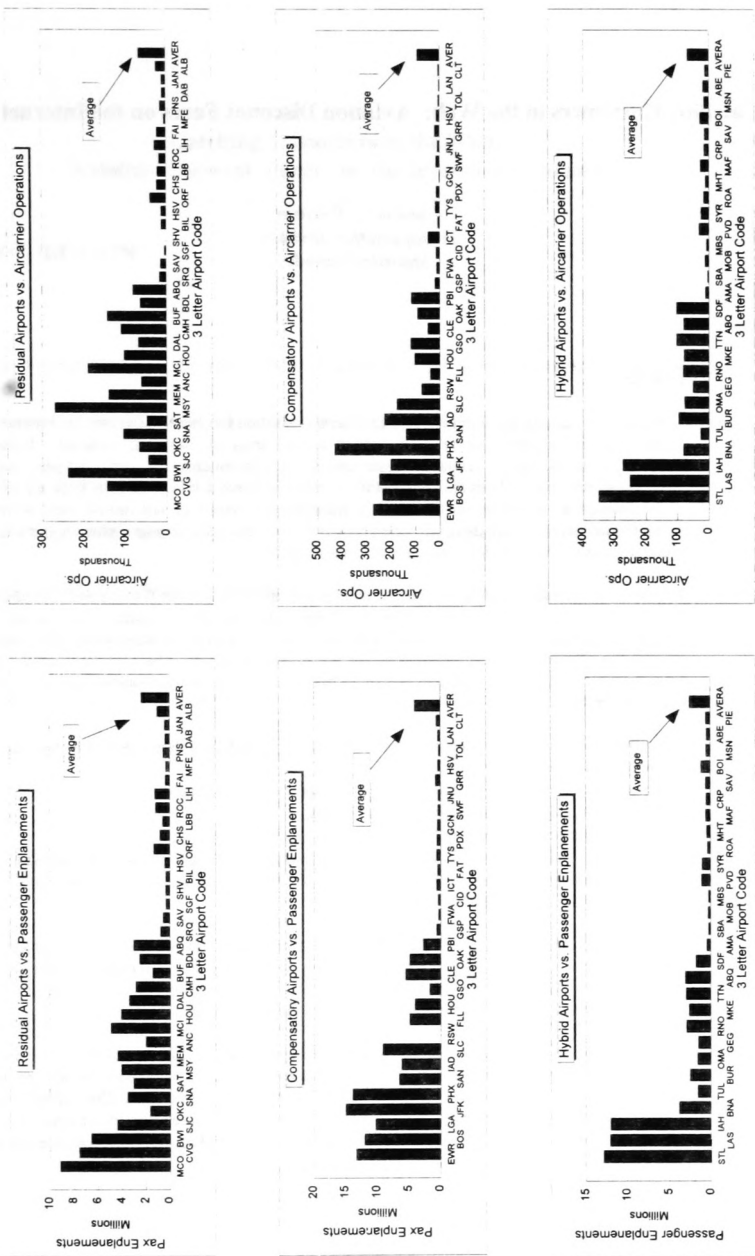 Residual Airports vs. Passenger Enplanements
Pax Enplanements
Millions
10
8
6
4
2
0
Average
MCO BWI OKC SAT MEM MCI DAL BUF ABQ SAV SHV HSV CHS ROC FAI PNS JAN AVER
CVG SJC SNA MSY ANC HOU CMH BDL SRQ SGF BIL ORF LBB LIH MFE DAB ALB
3 Letter Airport Code
Residual Airports vs. Aircarrier Operations
Aircarrier Ops.
Thousands
300
200
100
0
Average
MCO BWI OKC SAT MEM MCI DAL BUF ABQ SAV SHV HSV CHS ROC FAI PNS JAN AVER
CVG SJC SNA MSY ANC HOU CMH BDL SRQ SGF BIL ORF LBB LIH MFE DAB ALB
3 Letter Airport Code
Compensatory Airports vs. Passenger Enplanements
Pax Enplanements
Millions
20
15
10
5
0
Average
EWR LGA PHX IAD RSW HOU CLE PBI FWA ICT TYS GCN JNU HSV LAN AVER
BOS JFK SAN SLC FLL GSO OAK GSP CID FAT PDX SWF GRR TOL CLT
3 Letter Airport Code
Compensatory Airports vs. Aircarrier Operations
Aircarrier Ops.
Thousands
500
400
300
200
100
0
Average
EWR LGA PHX IAD RSW HOU CLE PBI FWA ICT TYS GCN JNU HSV LAN AVER
BOS JFK SAN SLC FLL GSO OAK GSP CID FAT PDX SWF GRR TOL CLT
3 Letter Airport Code
Hybrid Airports vs. Passenger Enplanements
Passenger Enplanements
Millions
15
10
5
0
Average
STL IAH TUL OMA RNO TTN SDF SBA MBS SYR MHT CRP BOI ABE AVERA
LAS BNA BUR GEG MKE ABQ AMA MOB PVD ROA MAF SAV MSN PIE
3 Letter Airport Code
Hybrid Airports vs. Aircarrier Operations
Aircarrier Ops.
Thousands
400
300
200
100
0
Average
STL IAH TUL OMA RNO TTN SDF SBA MBS SYR MHT CRP BOI ABE AVERA
LAS BNA BUR GEG MKE ABQ AMA MOB PVD ROA MAF SAV MSN PIE
3 Letter Airport Code